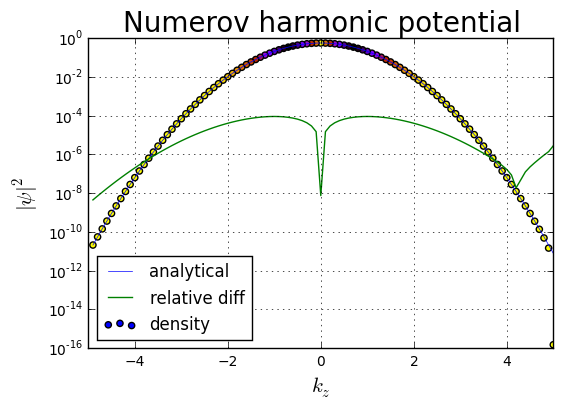 Numerov harmonic potential
10^0
10^-2
10^-4
10^-6
10^-8
10^-10
10^-12
10^-14
10^-16
|ψ|^2
analytical
relative diff
density
−4 −2 0 2 4
k_z